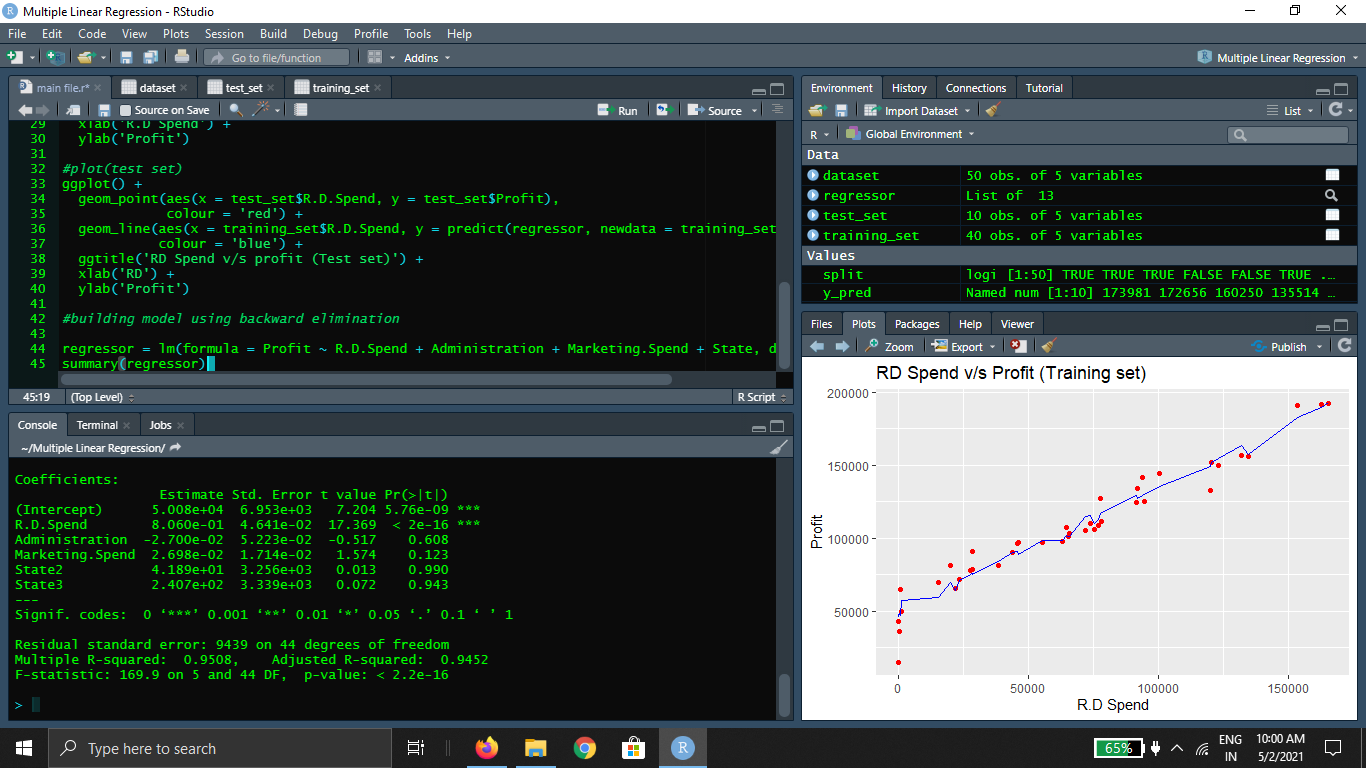 Multiple Linear Regression - RStudio
File Edit Code View Plots Session Build Debug Profile Tools Help
Go to file/function Addins Multiple Linear Regression
main file.r* dataset test_set training_set
Source on Save Run Source
29 xlab('R.D Spend') +
30 ylab('Profit')
31
32 #plot(test set)
33 ggplot() +
34 geom_point(aes(x = test_set$R.D.Spend, y = test_set$Profit),
35 colour = 'red') +
36 geom_line(aes(x = training_set$R.D.Spend, y = predict(regressor, newdata = training_set
37 colour = 'blue') +
38 ggtitle('RD Spend v/s profit (Test set)') +
39 xlab('RD') +
40 ylab('Profit')
41
42 #building model using backward elimination
43
44 regressor = lm(formula = Profit ~ R.D.Spend + Administration + Marketing.Spend + State, d
45 summary(regressor)
45:19 (Top Level) R Script
Console Terminal Jobs
~/Multiple Linear Regression/
Coefficients:
Estimate Std. Error t value Pr(>|t|)
(Intercept) 5.008e+04 6.953e+03 7.204 5.76e-09 ***
R.D.Spend 8.060e-01 4.641e-02 17.369 < 2e-16 ***
Administration -2.700e-02 5.223e-02 -0.517 0.608
Marketing.Spend 2.698e-02 1.714e-02 1.574 0.123
State2 4.189e+01 3.256e+03 0.013 0.990
State3 2.407e+02 3.339e+03 0.072 0.943
---
Signif. codes: 0 ‘***’ 0.001 ‘**’ 0.01 ‘*’ 0.05 ‘.’ 0.1 ‘ ’ 1
Residual standard error: 9439 on 44 degrees of freedom
Multiple R-squared: 0.9508, Adjusted R-squared: 0.9452
F-statistic: 169.9 on 5 and 44 DF, p-value: < 2.2e-16
>
Environment History Connections Tutorial
Import Dataset List
R Global Environment
Data
dataset 50 obs. of 5 variables
regressor List of 13
test_set 10 obs. of 5 variables
training_set 40 obs. of 5 variables
Values
split logi [1:50] TRUE TRUE TRUE FALSE FALSE TRUE ...
y_pred Named num [1:10] 173981 172656 160250 135514 ...
Files Plots Packages Help Viewer
Zoom Export Publish
RD Spend v/s Profit (Training set)
200000
150000
100000
50000
Profit
0 50000 100000 150000
R.D Spend
Type here to search
R
65%
ENG
IN
10:00 AM
5/2/2021